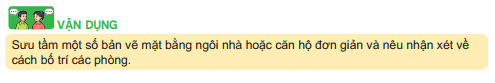 VẬN DỤNG
Sưu tầm một số bản vẽ mặt bằng ngôi nhà hoặc căn hộ đơn giản và nêu nhận xét về
cách bố trí các phòng.